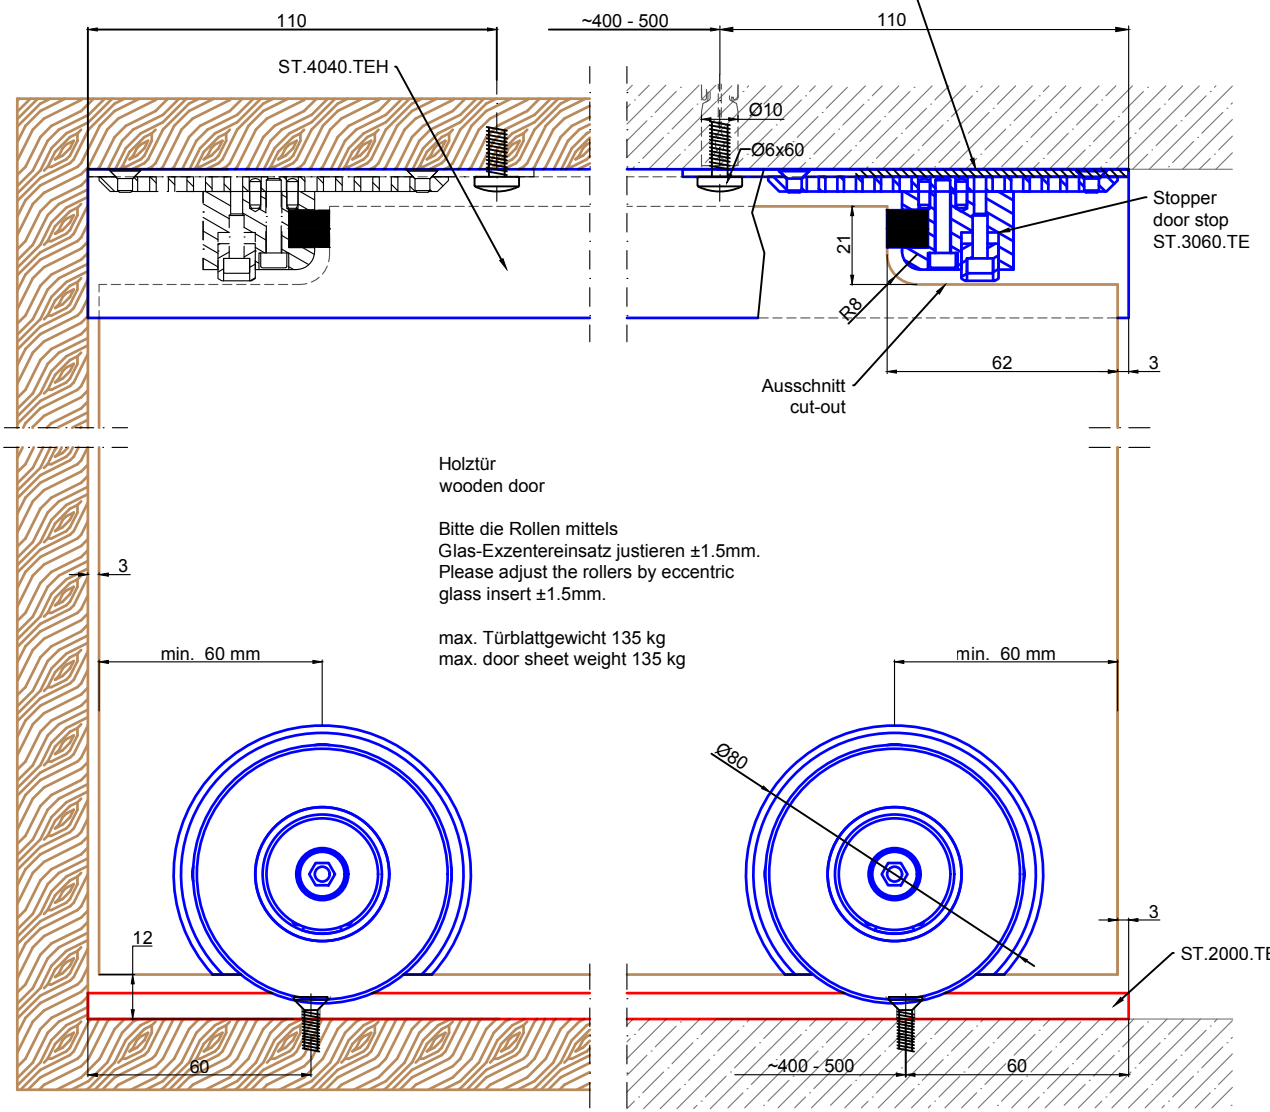 110
~400 - 500
110
ST.4040.TEH
Ø10
Ø6x60
Stopper
door stop
ST.3060.TE
21
R8
62
3
Ausschnitt
cut-out
Holztür
wooden door
Bitte die Rollen mittels
Glas-Exzentereinsatz justieren ±1.5mm.
Please adjust the rollers by eccentric
glass insert ±1.5mm.
3
max. Türblattgewicht 135 kg
max. door sheet weight 135 kg
min. 60 mm
min. 60 mm
Ø80
12
3
ST.2000.TE
60
~400 - 500
60